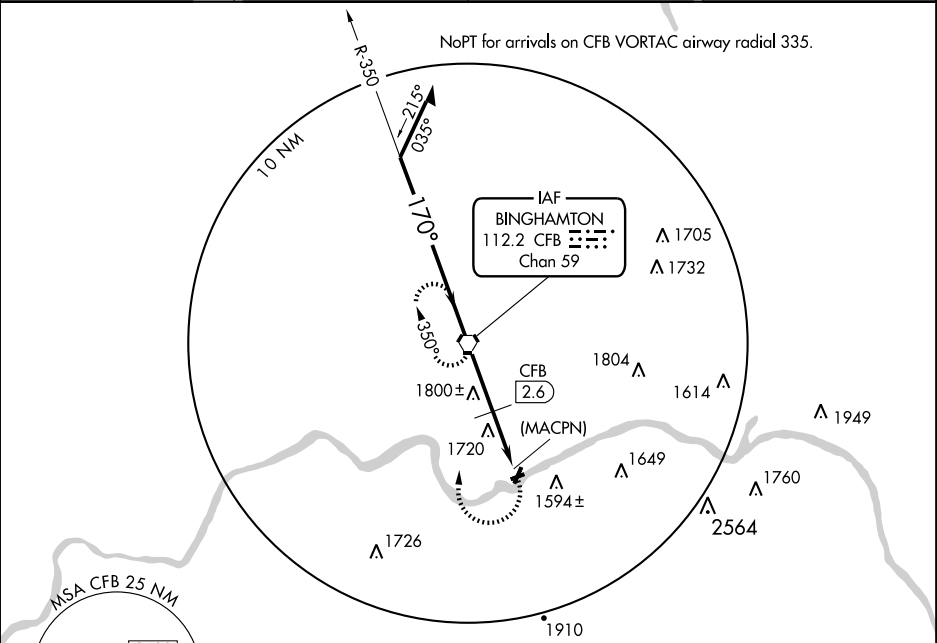 NoPT for arrivals on CFB VORTAC airway radial 335.
R-350
215°
035°
10 NM
170°
IAF
BINGHAMTON
112.2 CFB
Chan 59
1705
1732
350°
1804
CFB
2.6
1800±
1614
1949
(MACPN)
1720
1649
1760
1594±
2564
1726
MSA CFB 25 NM
1910